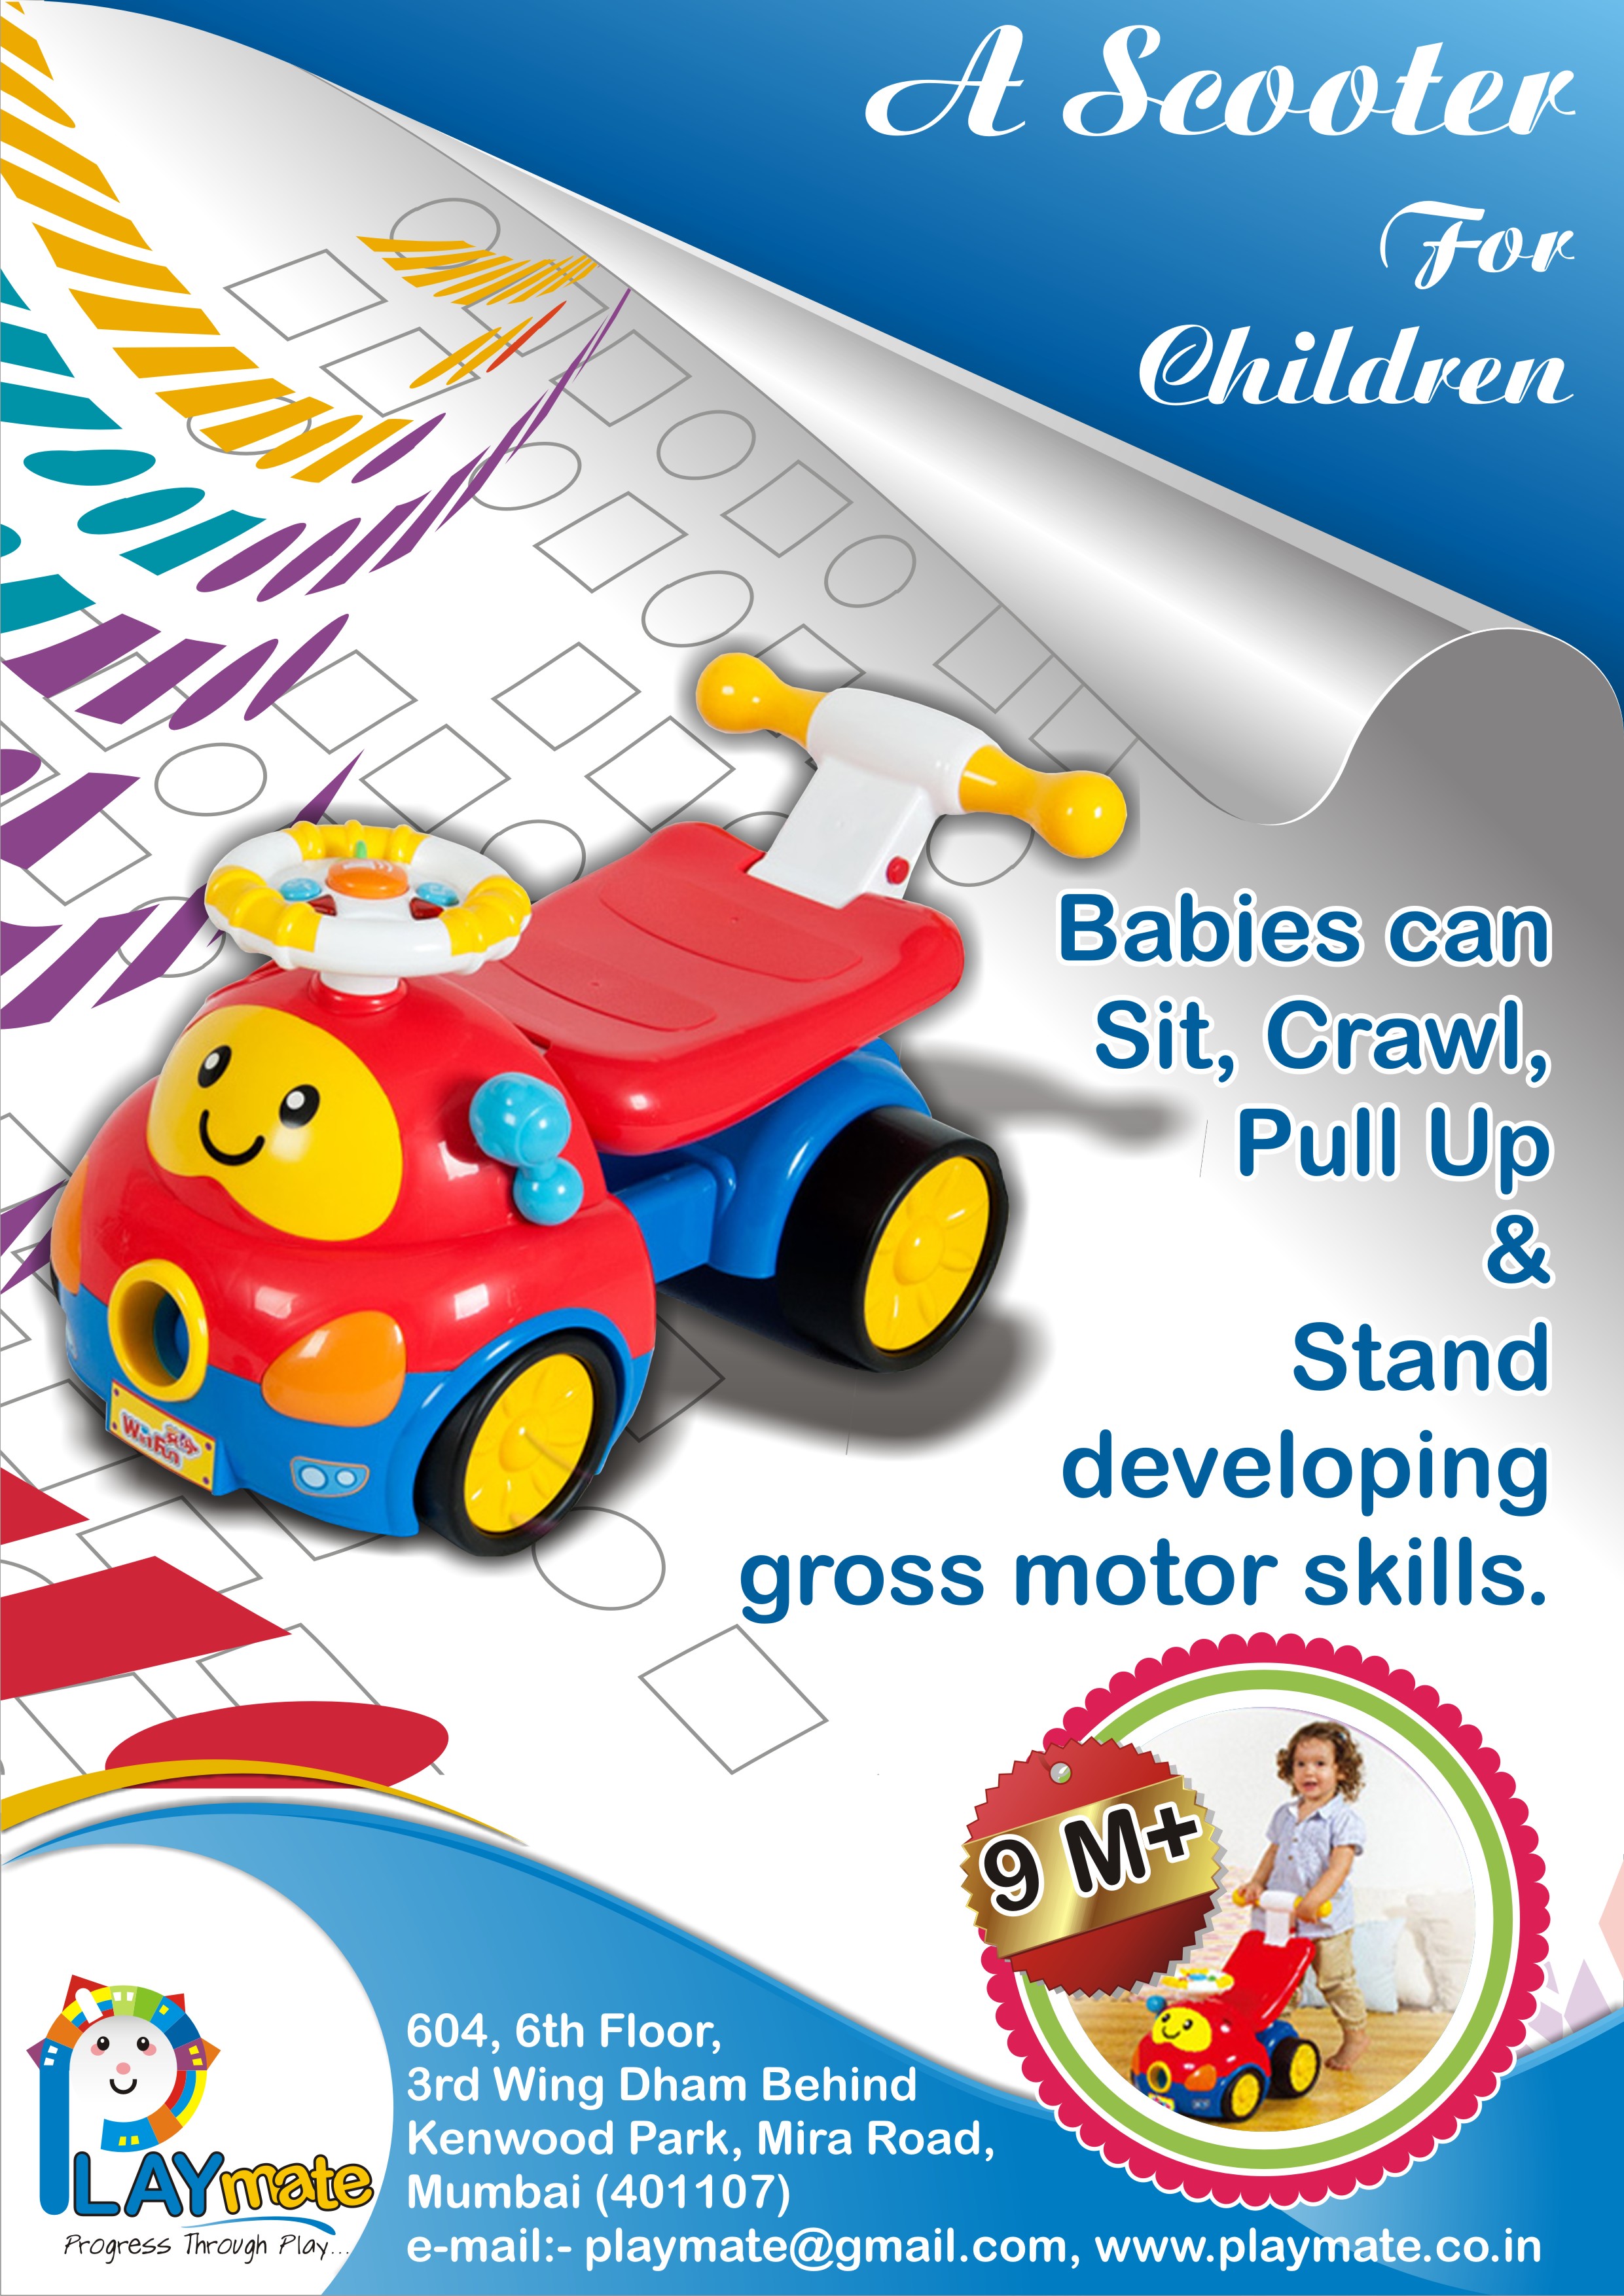 A Scooter
For
Children
Babies can
Sit, Crawl,
Pull Up
&
Stand
developing
gross motor skills.
9 M+
WinFun
PLAYmate
Progress Through Play...
604, 6th Floor,
3rd Wing Dham Behind
Kenwood Park, Mira Road,
Mumbai (401107)
e-mail:- playmate@gmail.com, www.playmate.co.in